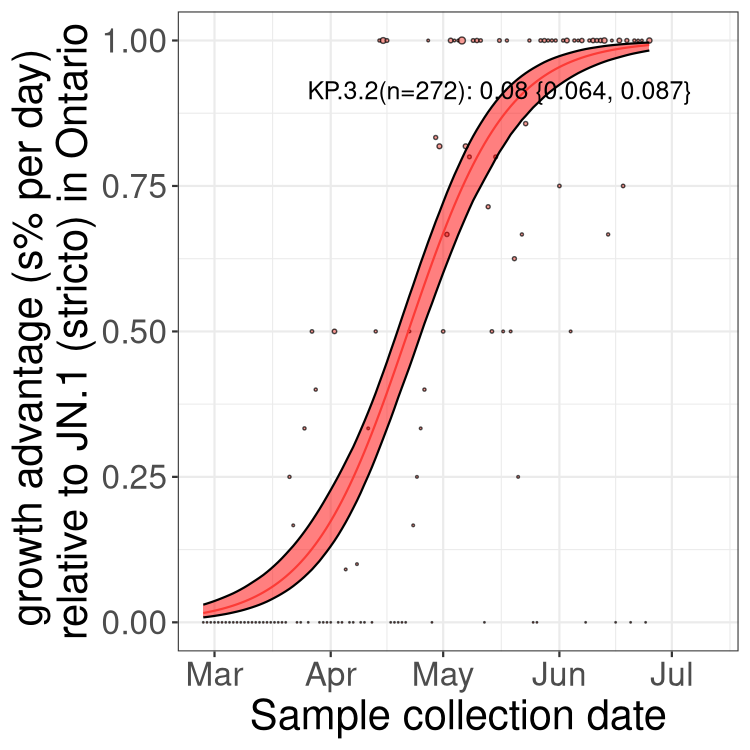 growth advantage (s% per day)
relative to JN.1 (stricto) in Ontario
1.00
0.75
0.50
0.25
0.00
KP.3.2(n=272): 0.08 {0.064, 0.087}
Mar Apr May Jun Jul
Sample collection date